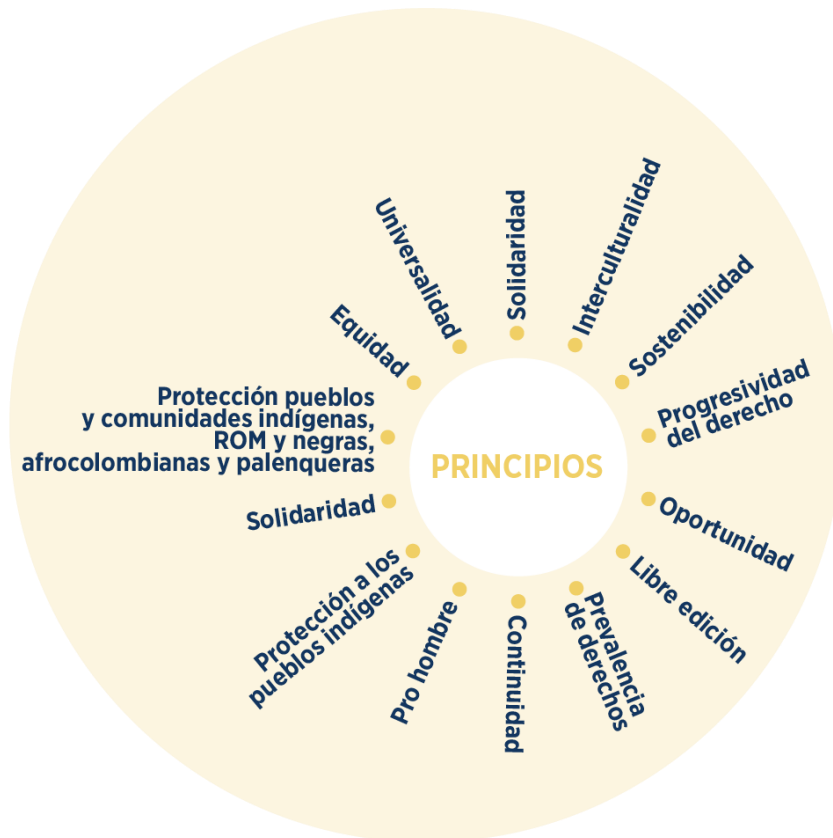 PRINCIPIOS
Solidaridad
Interculturalidad
Sostenibilidad
Progresividad
del derecho
Oportunidad
Libre edición
Prevalencia
de derechos
Continuidad
Pro hombre
Protección a los
pueblos indígenas
Solidaridad
Protección pueblos
y comunidades indígenas,
ROM y negras,
afrocolombianas y palenqueras
Equidad
Universalidad